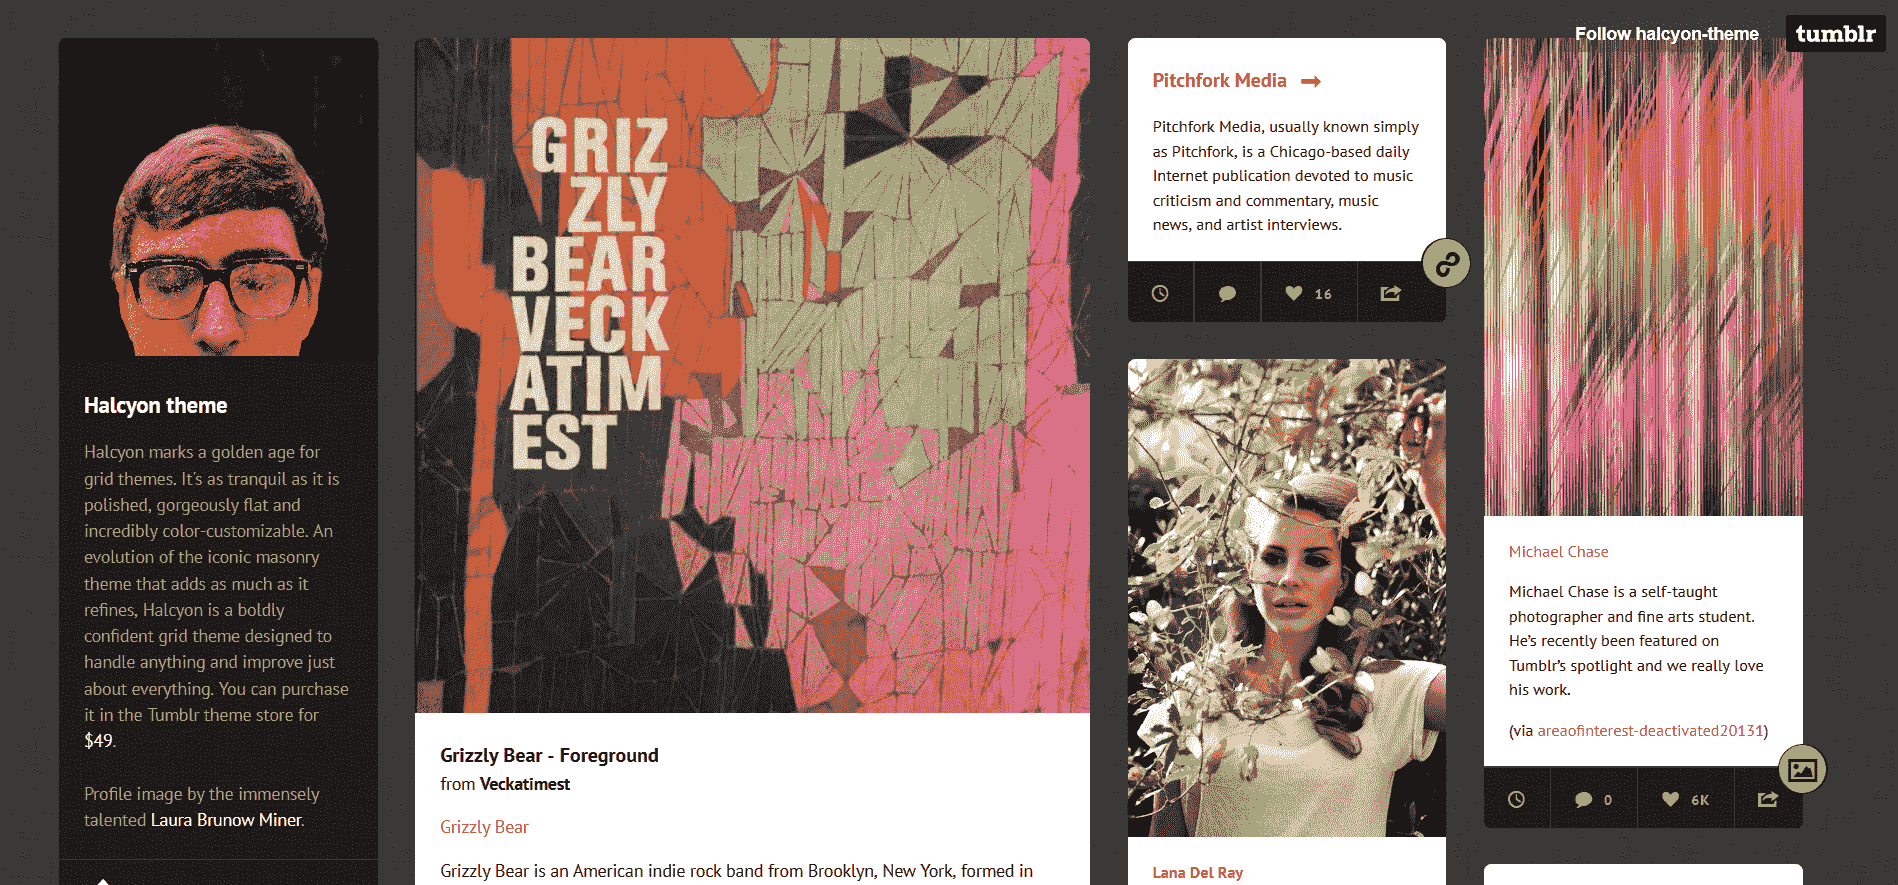 Follow halcyon-theme
tumblr
Halcyon theme
Halcyon marks a golden age for
grid themes. It's as tranquil as it is
polished, gorgeously flat and
incredibly color-customizable. An
evolution of the iconic masonry
theme that adds as much as it
refines, Halcyon is a boldly
confident grid theme designed to
handle anything and improve just
about everything. You can purchase
it in the Tumblr theme store for
$49.
Profile image by the immensely
talented Laura Brunow Miner.
GRIZ
ZLY
BEAR
VECK
ATIM
EST
Grizzly Bear - Foreground
from Veckatimest
Grizzly Bear
Grizzly Bear is an American indie rock band from Brooklyn, New York, formed in
Pitchfork Media
Pitchfork Media, usually known simply
as Pitchfork, is a Chicago-based daily
Internet publication devoted to music
criticism and commentary, music
news, and artist interviews.
16
Lana Del Ray
Michael Chase
Michael Chase is a self-taught
photographer and fine arts student.
He's recently been featured on
Tumblr's spotlight and we really love
his work.
(via areaofinterest-deactivated20131)
0
6K